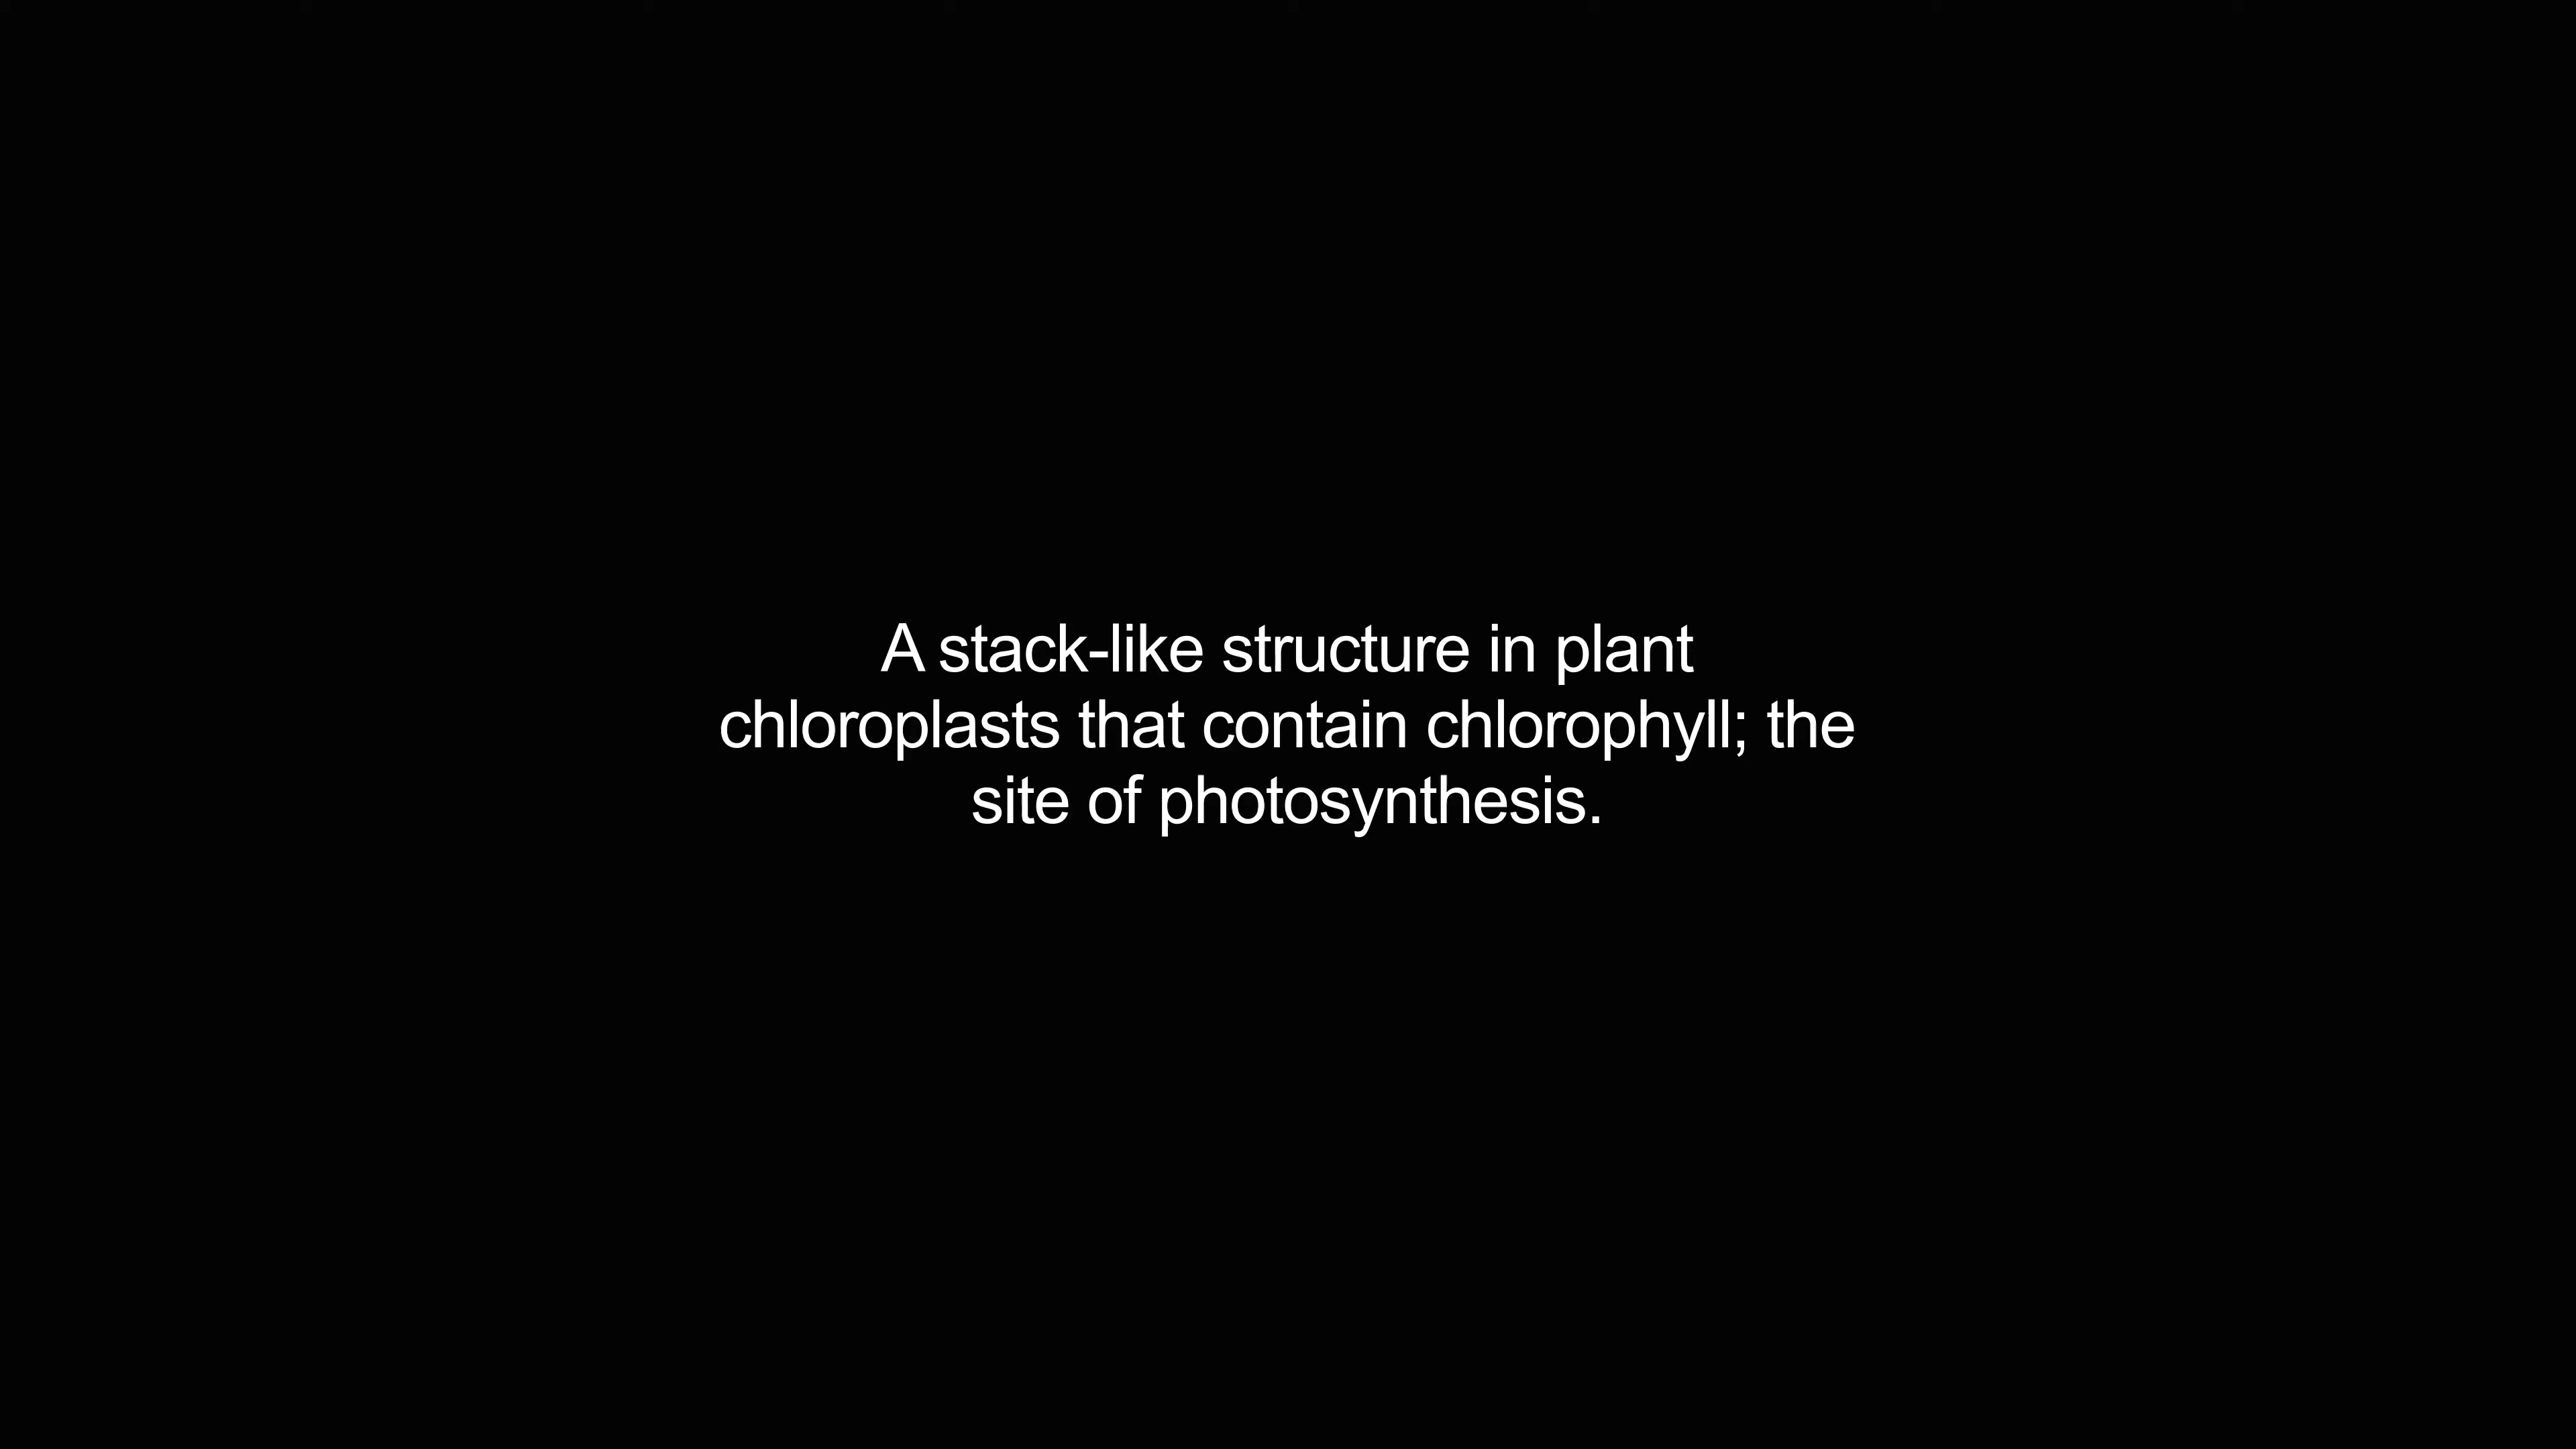 A stack-like structure in plant
chloroplasts that contain chlorophyll; the
site of photosynthesis.